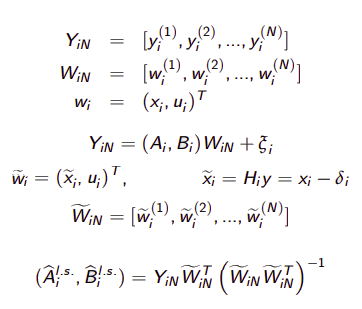 Y_{iN} = [y_i^{(1)}, y_i^{(2)}, ..., y_i^{(N)}]
W_{iN} = [w_i^{(1)}, w_i^{(2)}, ..., w_i^{(N)}]
w_i = (x_i, u_i)^T
Y_{iN} = (A_i, B_i)W_{iN} + ξ_i
w̃_i = (x̃_i, u_i)^T, x̃_i = H_i y = x_i − δ_i
W̃_{iN} = [w̃_i^{(1)}, w̃_i^{(2)}, ..., w̃_i^{(N)}]
(Â_i^{l.s.}, B̂_i^{l.s.}) = Y_{iN} W̃_{iN}^T (W̃_{iN} W̃_{iN}^T)^{−1}